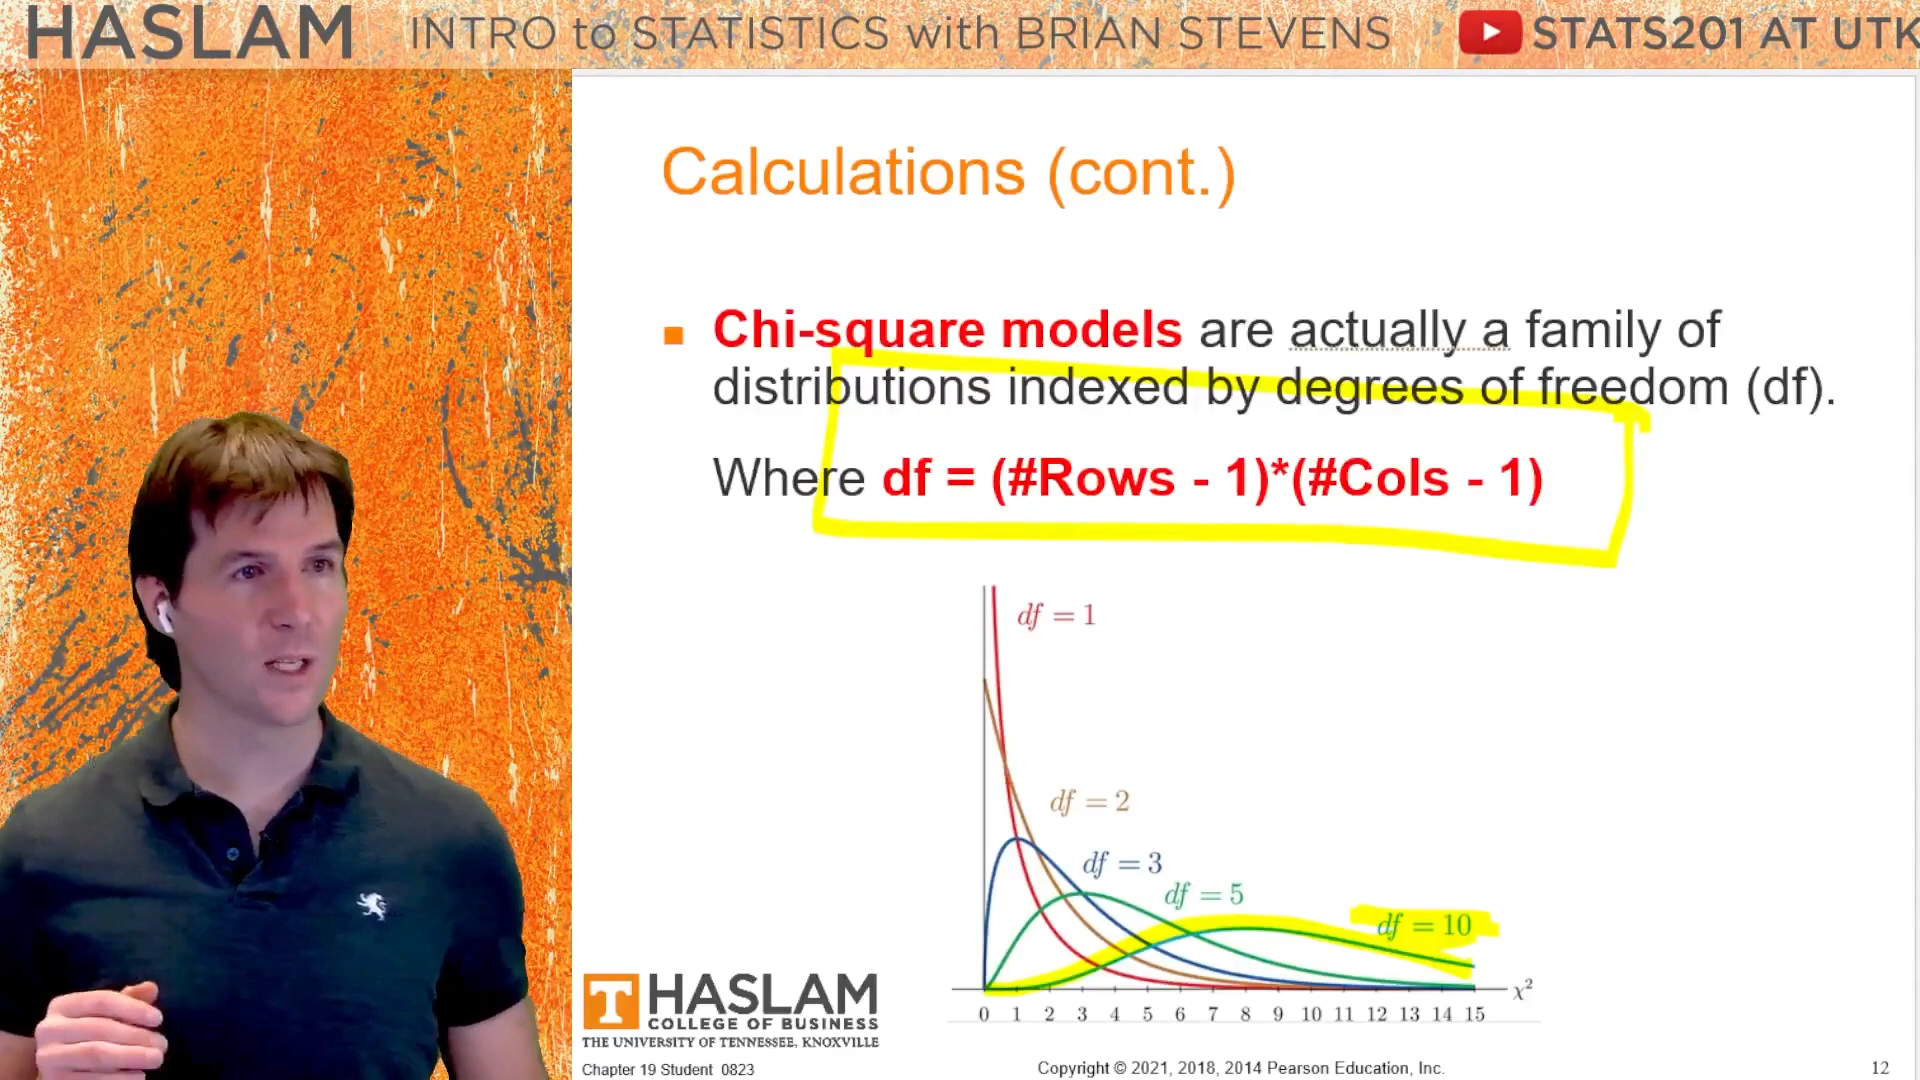 HASLAM INTRO to STATISTICS with BRIAN STEVENS STATS201 AT UTK
Calculations (cont.)
Chi-square models are actually a family of
distributions indexed by degrees of freedom (df).
Where df = (#Rows - 1)*(#Cols - 1)
df = 1
df = 2
df = 3
df = 5
df = 10
χ²
0 1 2 3 4 5 6 7 8 9 10 11 12 13 14 15
T HASLAM
COLLEGE OF BUSINESS
THE UNIVERSITY OF TENNESSEE, KNOXVILLE
Chapter 19 Student 0823
Copyright © 2021, 2018, 2014 Pearson Education, Inc.
12